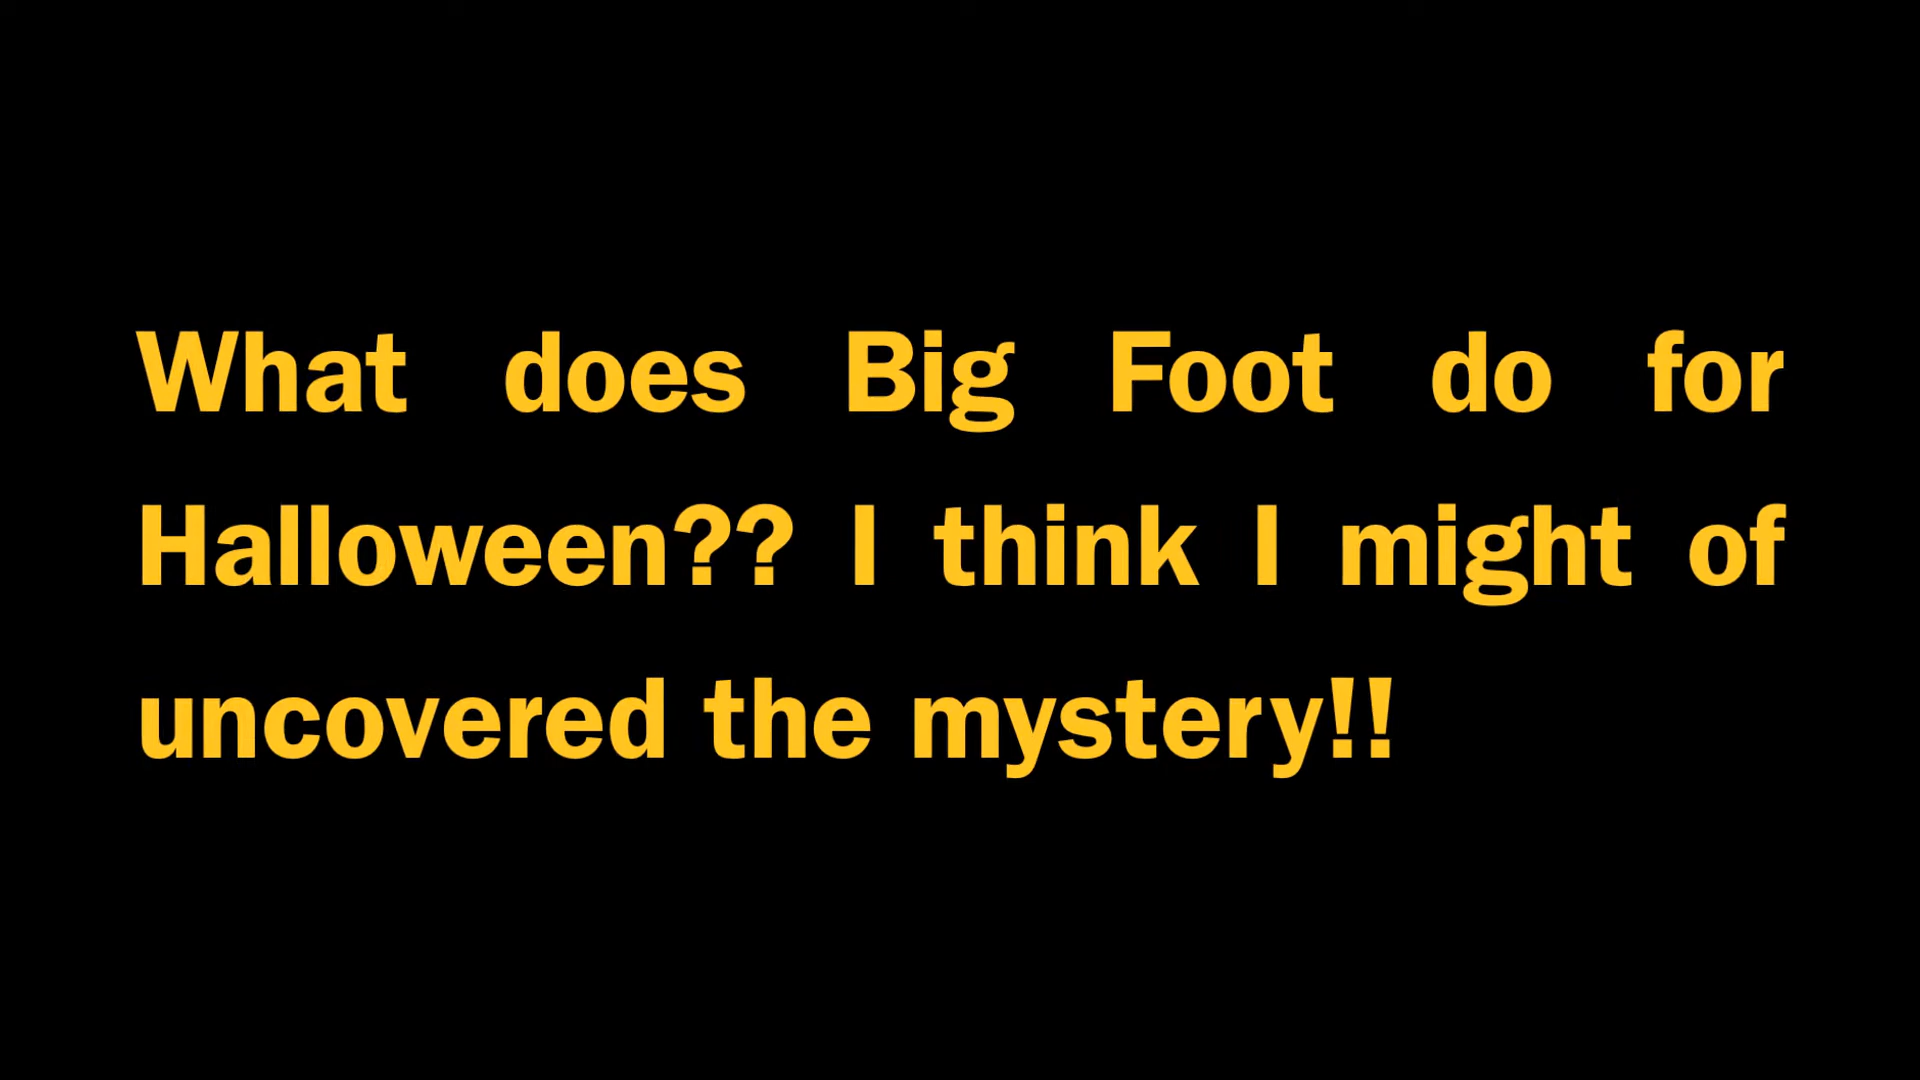 What does Big Foot do for
Halloween?? I think I might of
uncovered the mystery!!